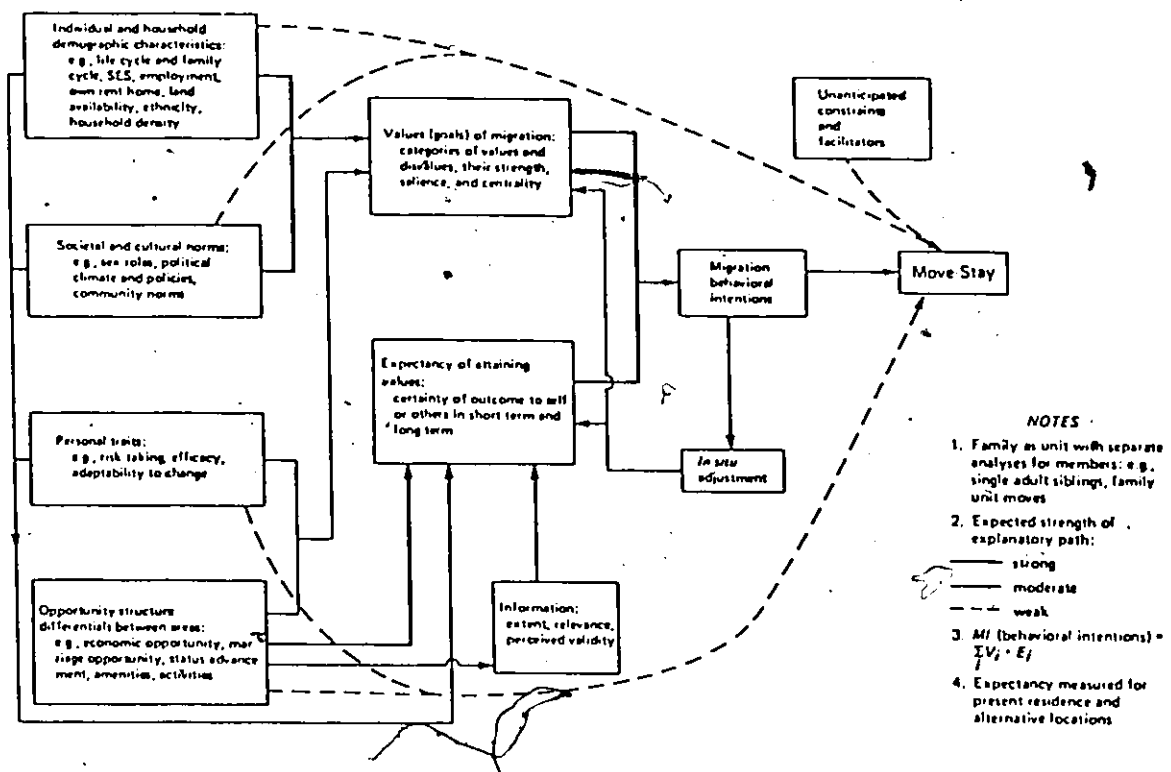 Individual and household
demographic characteristics:
e.g., life cycle and family
cycle, SES, employment,
own rent home, land
availability, ethnicity,
household density
Societal and cultural norms:
e.g., sex roles, political
climate and policies,
community norms
Personal traits:
e.g., risk taking, efficacy,
adaptability to change
Opportunity structure
differentials between areas:
e.g., economic opportunity, mar
riage opportunity, status advance
ment, amenities, activities
Values (goals) of migration:
categories of values and
disvalues, their strength,
salience, and centrality
Expectancy of attaining
values:
certainty of outcome to self
or others in short term and
long term
Information:
extent, relevance,
perceived validity
Migration
behavioral
intentions
In situ
adjustment
Unanticipated
constraints
and
facilitators
Move Stay
NOTES
1. Family as unit with separate
analyses for members: e.g.,
single adult siblings, family
unit moves
2. Expected strength of
explanatory path:
strong
moderate
weak
3 MI (behavioral intentions) =
∑ Vi · Ei
i
4. Expectancy measured for
present residence and
alternative locations